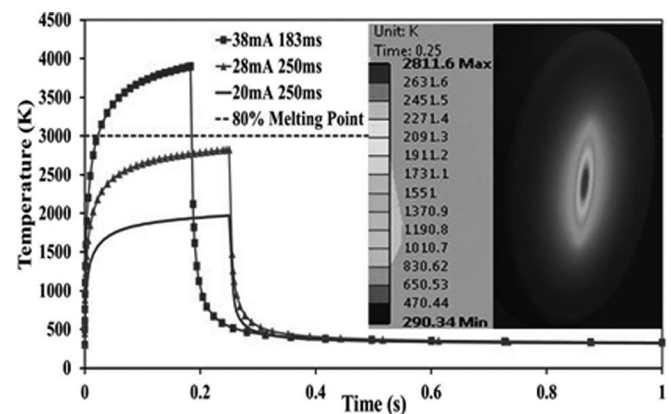 4500
4000
3500
3000
2500
2000
1500
1000
500
0
Temperature (K)
38mA 183ms
28mA 250ms
20mA 250ms
80% Melting Point
Unit: K
Time: 0.25
2811.6 Max
2631.6
2451.5
2271.4
2091.3
1911.2
1731.1
1551
1370.9
1190.8
1010.7
830.62
650.53
470.44
290.34 Min
0
0.2
0.4
0.6
0.8
1
Time (s)